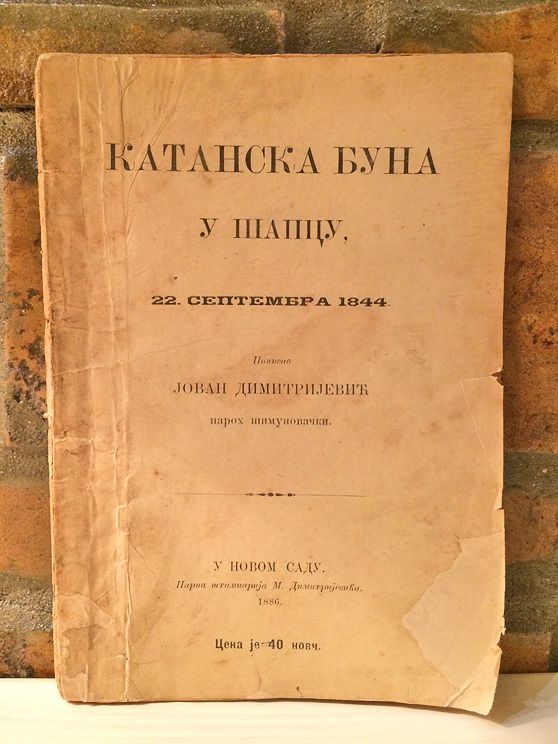 КАТАНСКА БУНА
У ШАПЦУ,
22. СЕПТЕМБРА 1844.
Написао
ЈОВАН ДИМИТРИЈЕВИЋ
парох шимуновачки.
У НОВОМ САДУ.
Парна штампарија М. Димитријевића.
1886.
Цена је 40 новч.